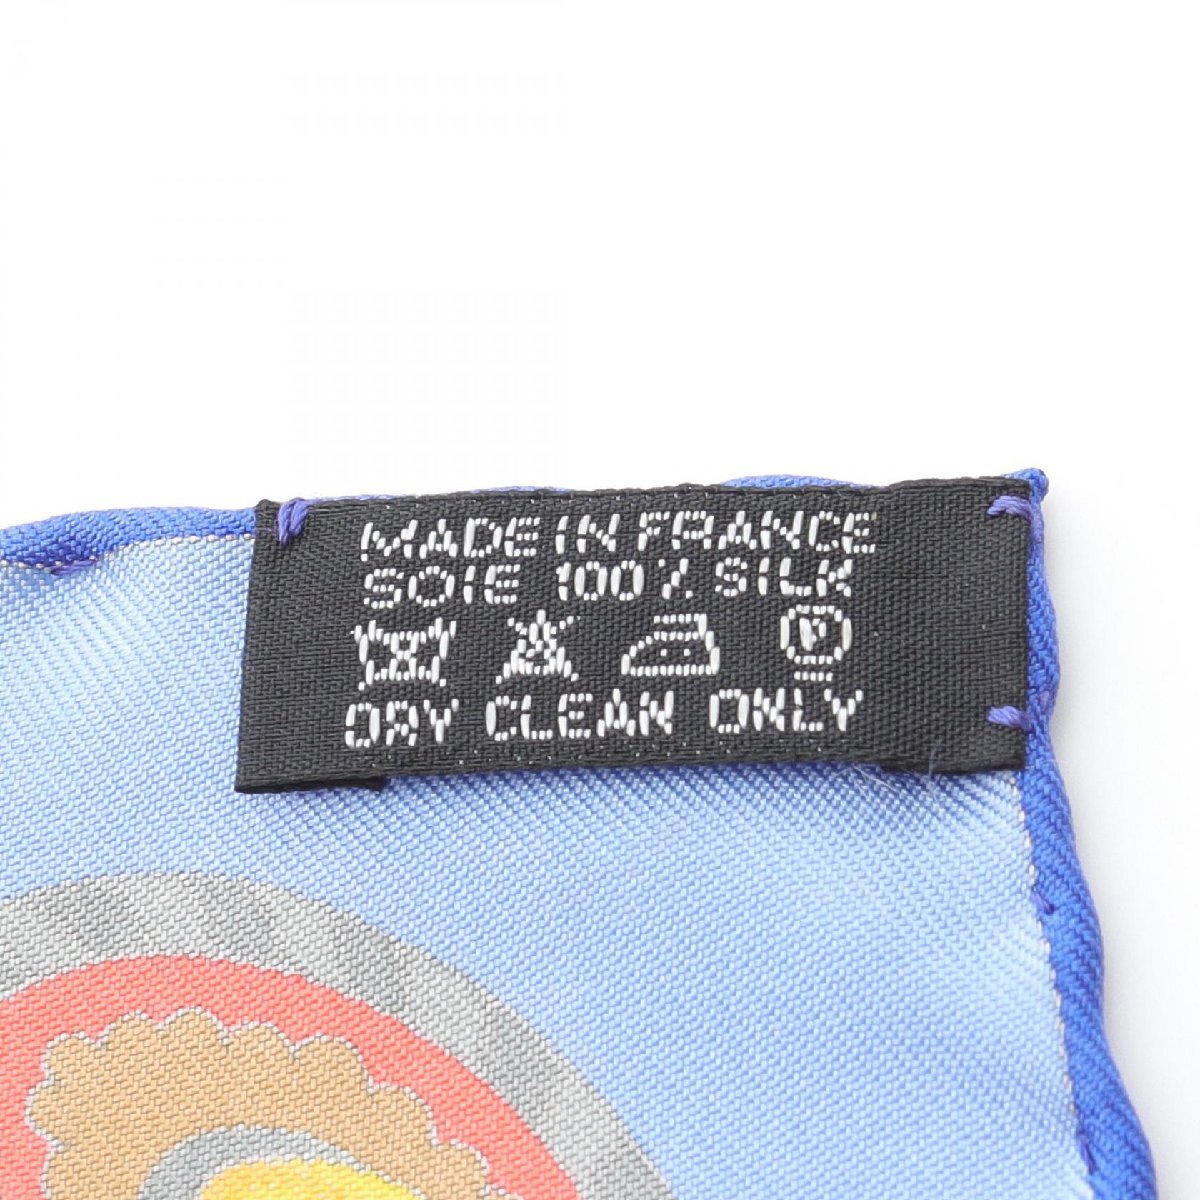 MADE IN FRANCE
SOIE 100% SILK
P
DRY CLEAN ONLY